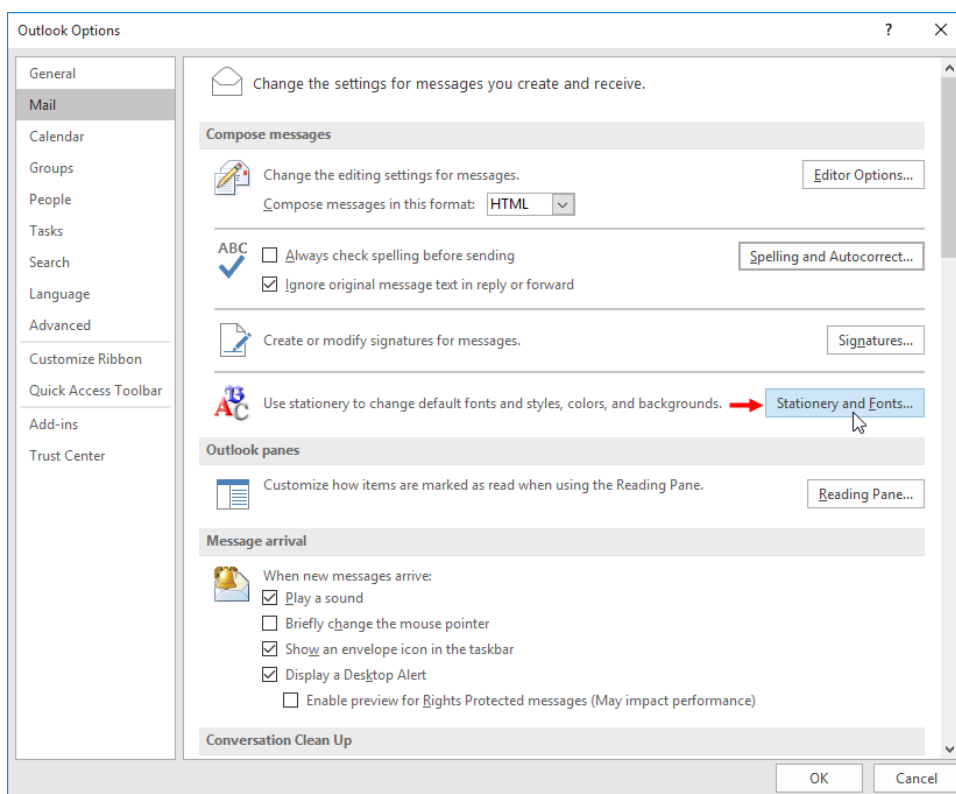 Outlook Options
?
General
Mail
Calendar
Groups
People
Tasks
Search
Language
Advanced
Customize Ribbon
Quick Access Toolbar
Add-ins
Trust Center
Change the settings for messages you create and receive.
Compose messages
Change the editing settings for messages.
Editor Options...
Compose messages in this format: HTML
ABC
Always check spelling before sending
Spelling and Autocorrect...
Ignore original message text in reply or forward
Create or modify signatures for messages.
Signatures...
ABC
Use stationery to change default fonts and styles, colors, and backgrounds.
Stationery and Fonts...
Outlook panes
Customize how items are marked as read when using the Reading Pane.
Reading Pane...
Message arrival
When new messages arrive:
Play a sound
Briefly change the mouse pointer
Show an envelope icon in the taskbar
Display a Desktop Alert
Enable preview for Rights Protected messages (May impact performance)
Conversation Clean Up
OK
Cancel